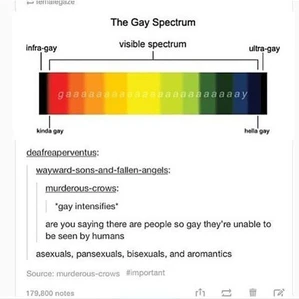 femalegaze
The Gay Spectrum
infra-gay
visible spectrum
ultra-gay
kinda gay
hella gay
deafreaperventus:
wayward-sons-and-fallen-angels:
murderous-crows:
*gay intensifies*
are you saying there are people so gay they're unable to
be seen by humans
asexuals, pansexuals, bisexuals, and aromantics
Source: murderous-crows #important
179,800 notes